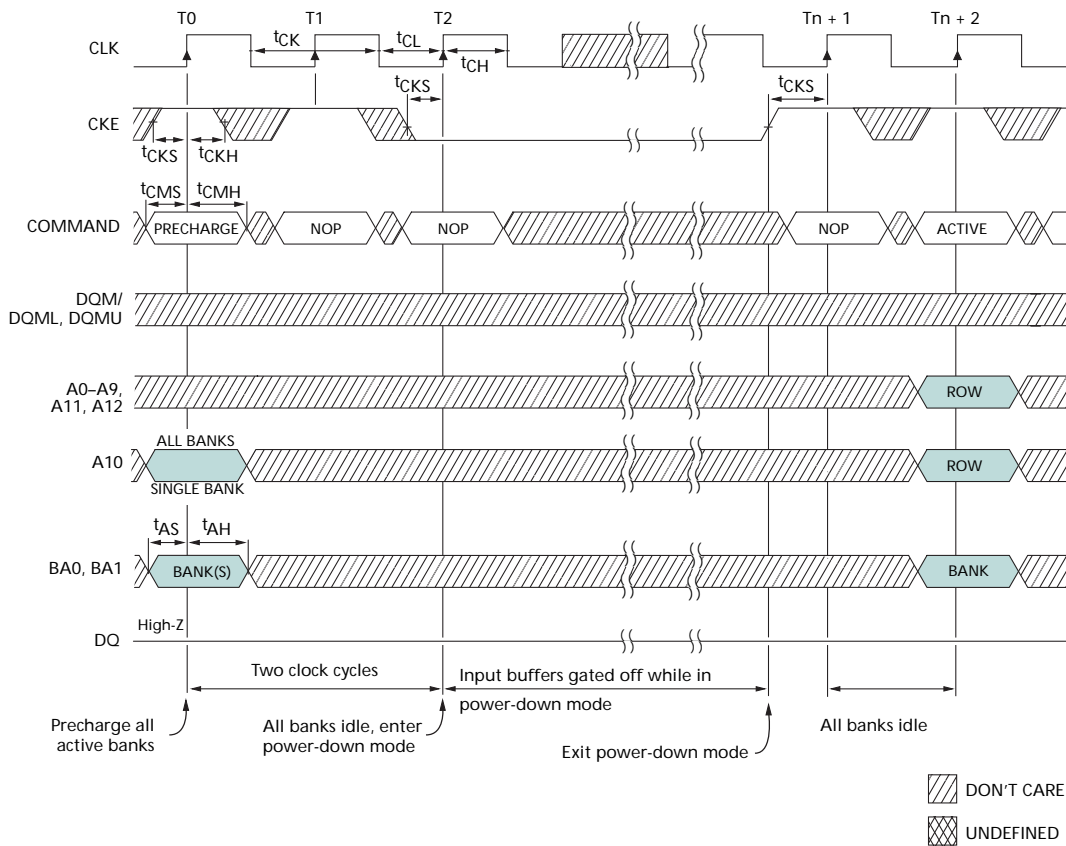 T0 T1 T2 Tn + 1 Tn + 2
CLK
tCK tCL
tCH
tCKS tCKS
CKE
tCKS tCKH
tCMS tCMH
COMMAND PRECHARGE NOP NOP NOP ACTIVE
DQM/
DQML, DQMU
A0–A9,
A11, A12
ROW
ALL BANKS
A10
ROW
SINGLE BANK
tAS tAH
BA0, BA1 BANK(S) BANK
High-Z
DQ
Two clock cycles
Input buffers gated off while in
power-down mode
Precharge all
active banks
All banks idle, enter
power-down mode
Exit power-down mode
All banks idle
DON'T CARE
UNDEFINED